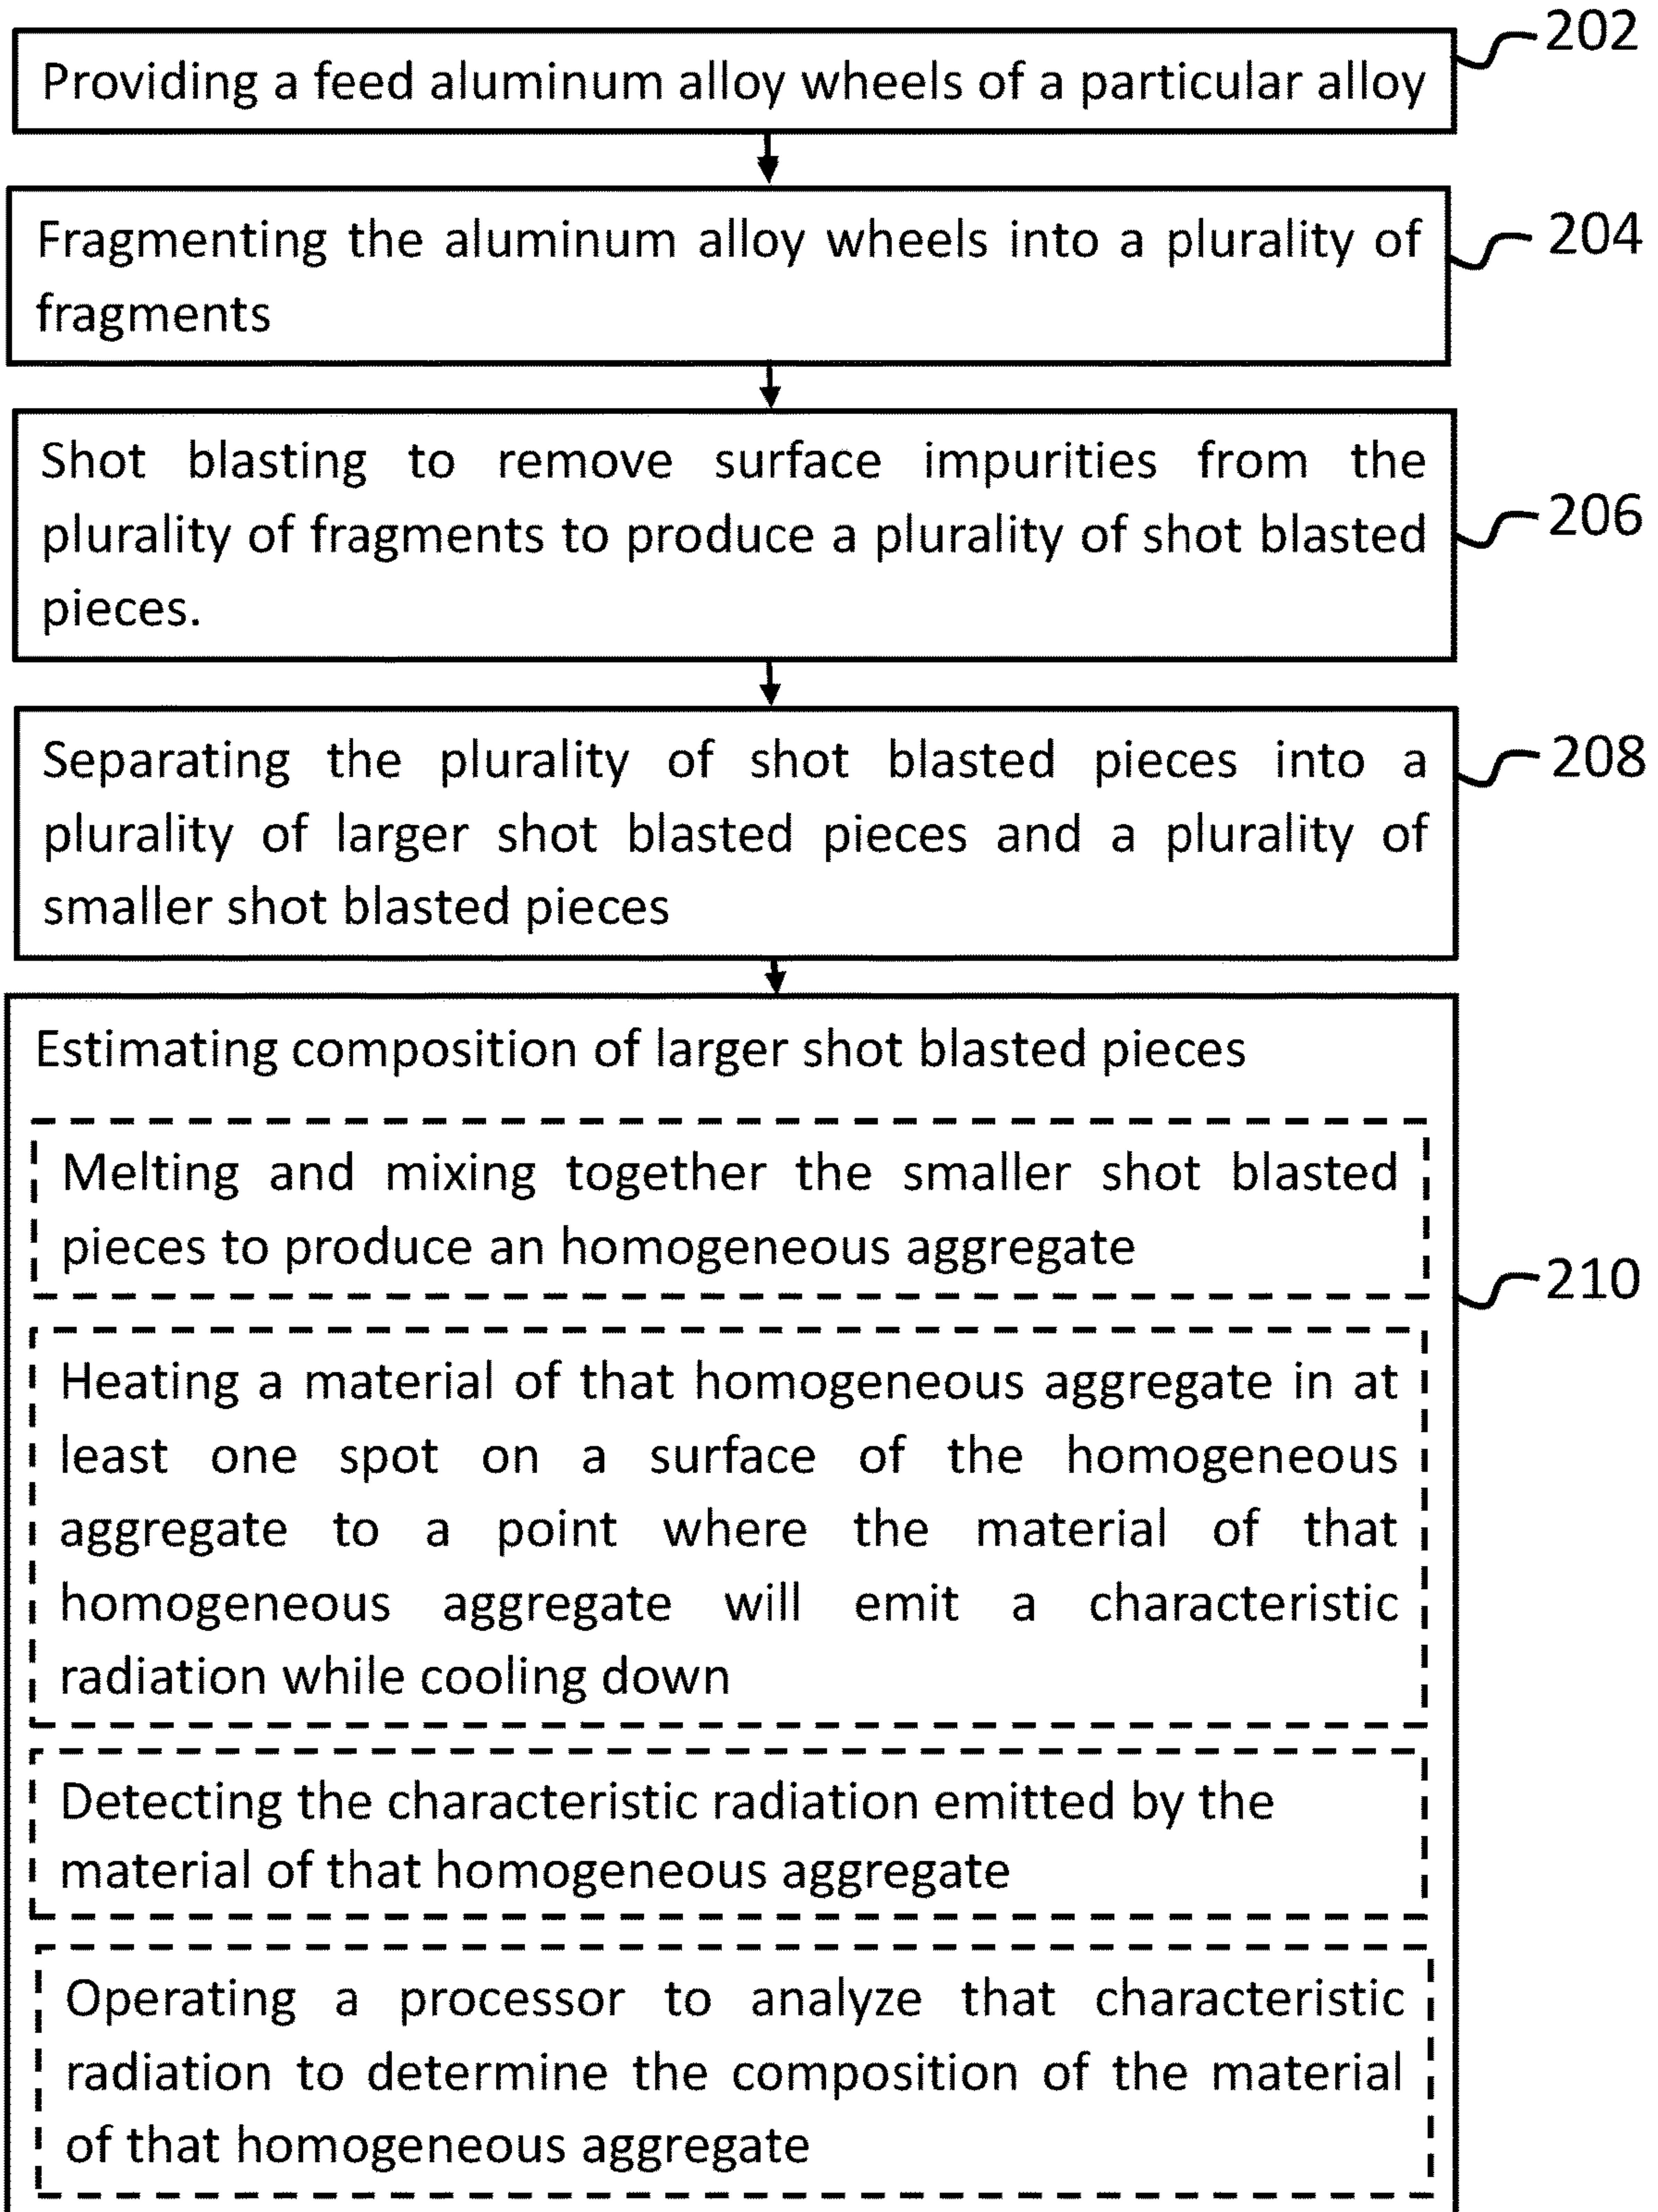 202
Providing a feed aluminum alloy wheels of a particular alloy
Fragmenting the aluminum alloy wheels into a plurality of
fragments
204
Shot blasting to remove surface impurities from the
plurality of fragments to produce a plurality of shot blasted
pieces.
206
Separating the plurality of shot blasted pieces into a
plurality of larger shot blasted pieces and a plurality of
smaller shot blasted pieces
208
Estimating composition of larger shot blasted pieces
Melting and mixing together the smaller shot blasted
pieces to produce an homogeneous aggregate
210
Heating a material of that homogeneous aggregate in at
least one spot on a surface of the homogeneous
aggregate to a point where the material of that
homogeneous aggregate will emit a characteristic
radiation while cooling down
Detecting the characteristic radiation emitted by the
material of that homogeneous aggregate
Operating a processor to analyze that characteristic
radiation to determine the composition of the material
of that homogeneous aggregate